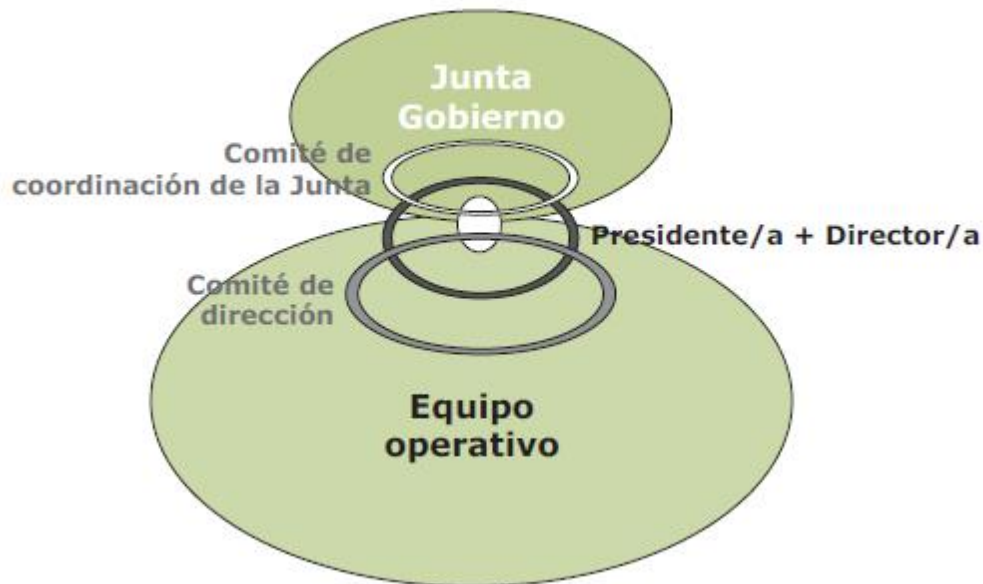 Junta
Gobierno
Comité de
coordinación de la Junta
Presidente/a + Director/a
Comité de
dirección
Equipo
operativo